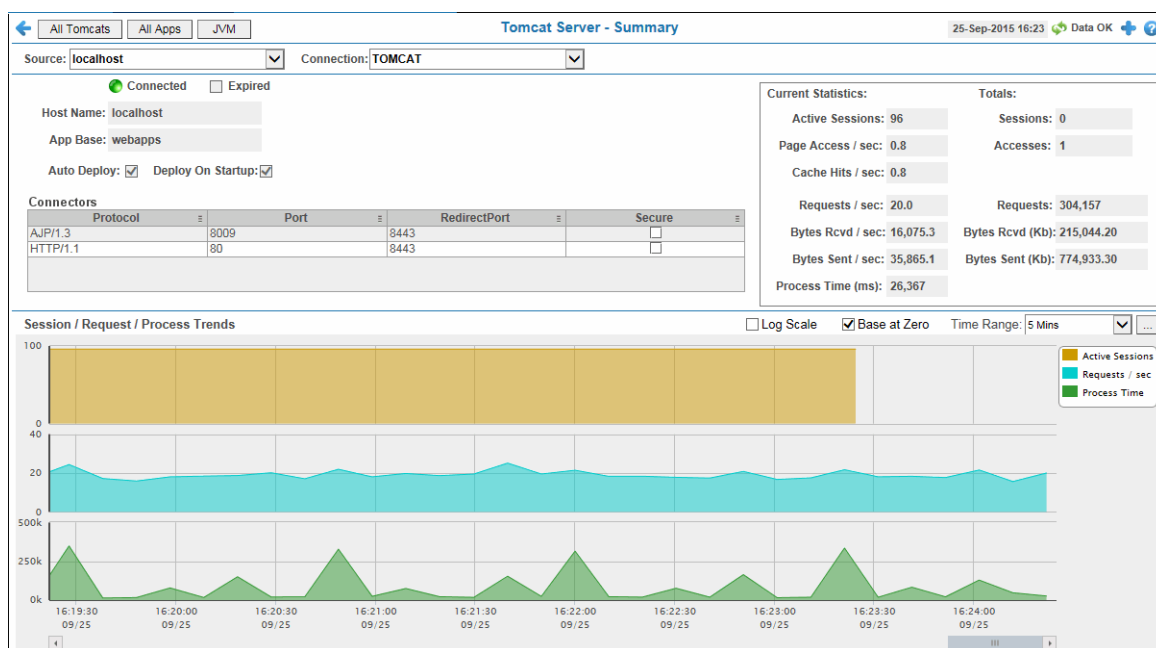 All Tomcats All Apps JVM Tomcat Server - Summary 25-Sep-2015 16:23 Data OK
Source: localhost Connection: TOMCAT
Connected Expired
Host Name: localhost
App Base: webapps
Auto Deploy: Deploy On Startup:
Connectors
Protocol Port RedirectPort Secure
AJP/1.3 8009 8443
HTTP/1.1 80 8443
Current Statistics: Totals:
Active Sessions: 96 Sessions: 0
Page Access / sec: 0.8 Accesses: 1
Cache Hits / sec: 0.8
Requests / sec: 20.0 Requests: 304,157
Bytes Rcvd / sec: 16,075.3 Bytes Rcvd (Kb): 215,044.20
Bytes Sent / sec: 35,865.1 Bytes Sent (Kb): 774,933.30
Process Time (ms): 26,367
Session / Request / Process Trends Log Scale Base at Zero Time Range: 5 Mins ...
100
0
40
20
0
500k
250k
0k
Active Sessions
Requests / sec
Process Time
16:19:30 16:20:00 16:20:30 16:21:00 16:21:30 16:22:00 16:22:30 16:23:00 16:23:30 16:24:00
09/25 09/25 09/25 09/25 09/25 09/25 09/25 09/25 09/25 09/25